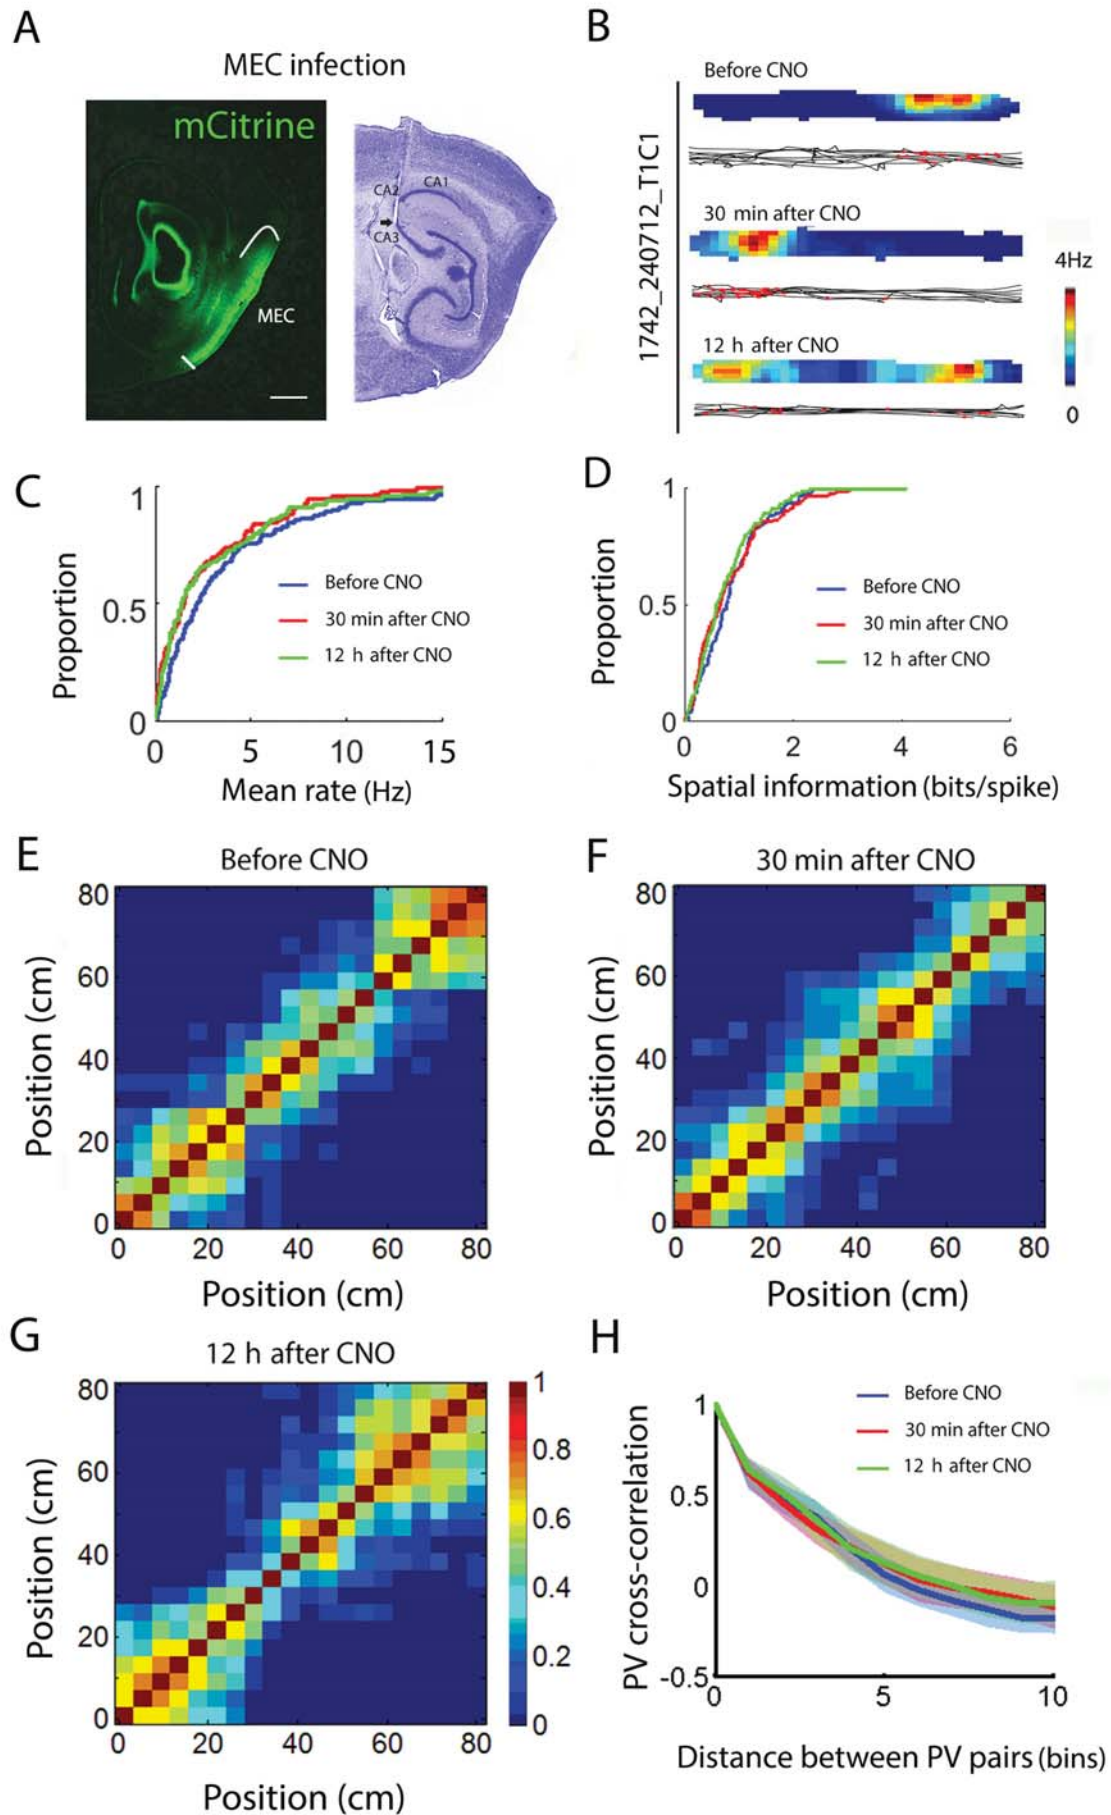 A
MEC infection
mCitrine
MEC
CA2
CA1
CA3
B
1742_240712_T1C1
Before CNO
30 min after CNO
12 h after CNO
4Hz
0
C
Proportion
1
0.5
0
0 5 10 15
Mean rate (Hz)
Before CNO
30 min after CNO
12 h after CNO
D
Proportion
1
0.5
0
0 2 4 6
Spatial information (bits/spike)
Before CNO
30 min after CNO
12 h after CNO
E
Before CNO
Position (cm)
80
60
40
20
0
0 20 40 60 80
Position (cm)
F
30 min after CNO
Position (cm)
80
60
40
20
0
0 20 40 60 80
Position (cm)
G
12 h after CNO
Position (cm)
80
60
40
20
0
0 20 40 60 80
Position (cm)
1
0.8
0.6
0.4
0.2
0
H
PV cross-correlation
1
0.5
0
-0.5
0 5 10
Distance between PV pairs (bins)
Before CNO
30 min after CNO
12 h after CNO